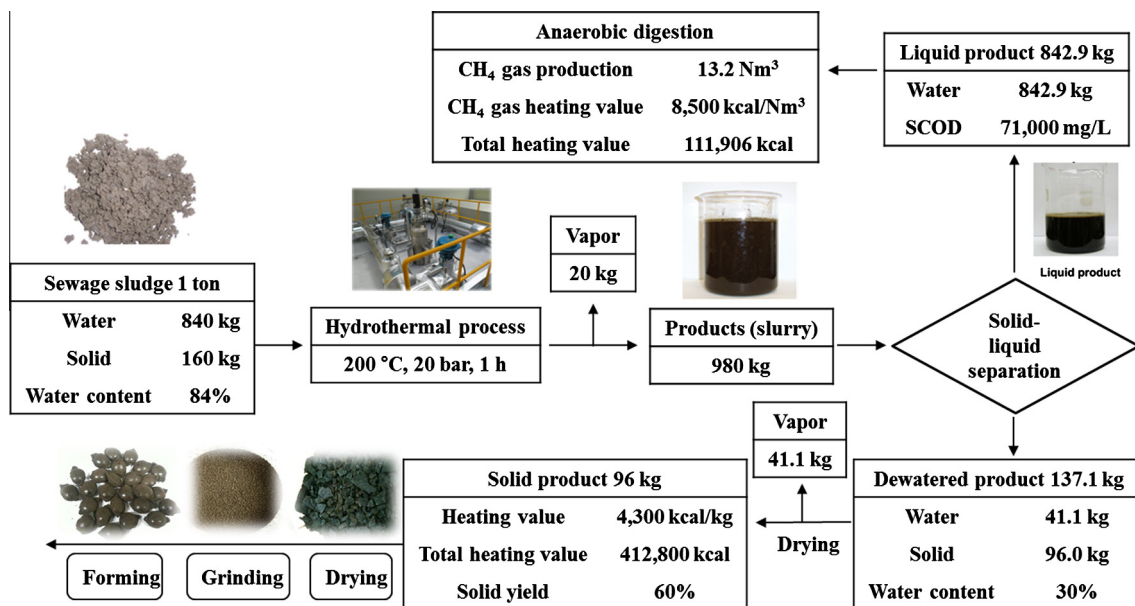 Anaerobic digestion
CH₄ gas production 13.2 Nm³
CH₄ gas heating value 8,500 kcal/Nm³
Total heating value 111,906 kcal
Liquid product 842.9 kg
Water 842.9 kg
SCOD 71,000 mg/L
Liquid product
Sewage sludge 1 ton
Water 840 kg
Solid 160 kg
Water content 84%
Hydrothermal process
200 °C, 20 bar, 1 h
Vapor
20 kg
Products (slurry)
980 kg
Solid-
liquid
separation
Dewatered product 137.1 kg
Water 41.1 kg
Solid 96.0 kg
Water content 30%
Vapor
41.1 kg
Drying
Solid product 96 kg
Heating value 4,300 kcal/kg
Total heating value 412,800 kcal
Solid yield 60%
Forming Grinding Drying